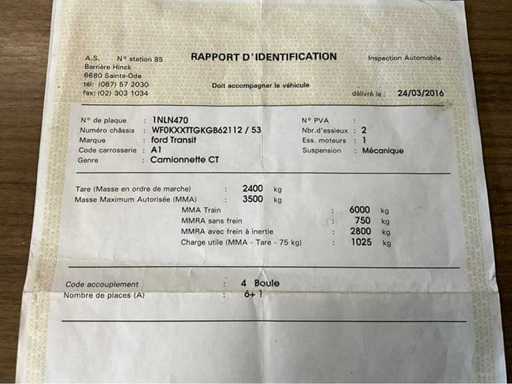 A.S. N° station 85
Barrière Hinck
6680 Sainte-Ode
tél: (087) 57 2030
fax: (02) 303 1034
RAPPORT D'IDENTIFICATION
Inspection Automobile
Doit accompagner le véhicule
délivré le : 24/03/2016
N° de plaque : 1NLN470
N° PVA :
Numéro châssis : WF0KXXTTGKGB62112 / 53
Nbr.d'essieux : 2
Marque : ford Transit
Ess. moteurs : 1
Code carrosserie : A1
Suspension : Mécanique
Genre : Camionnette CT
Tare (Masse en ordre de marche) : 2400 kg
Masse Maximum Autorisée (MMA) : 3500 kg
MMA Train : 6000 kg
MMRA sans frein : 750 kg
MMRA avec frein à inertie : 2800 kg
Charge utile (MMA - Tare - 75 kg) : 1025 kg
Code accouplement : 4 Boule
Nombre de places (A) : 6+ 1